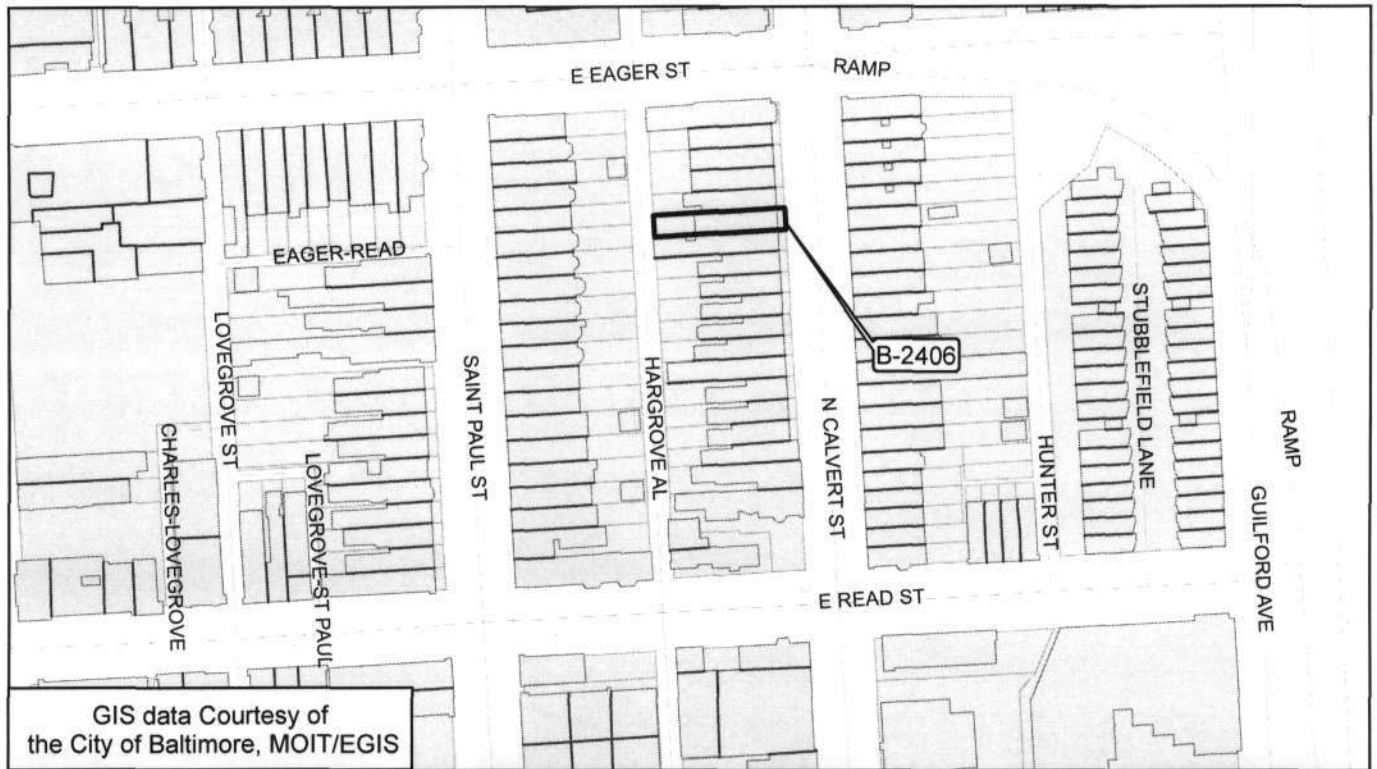 E EAGER ST
RAMP
EAGER-READ
LOVEGROVE ST
SAINT PAUL ST
HARGROVE AL
B-2406
N CALVERT ST
STUBBLEFIELD LANE
HUNTER ST
RAMP
GUILFORD AVE
CHARLES-LOVEGROVE
LOVEGROVE-ST PAUL
E READ ST
GIS data Courtesy of
the City of Baltimore, MOIT/EGIS